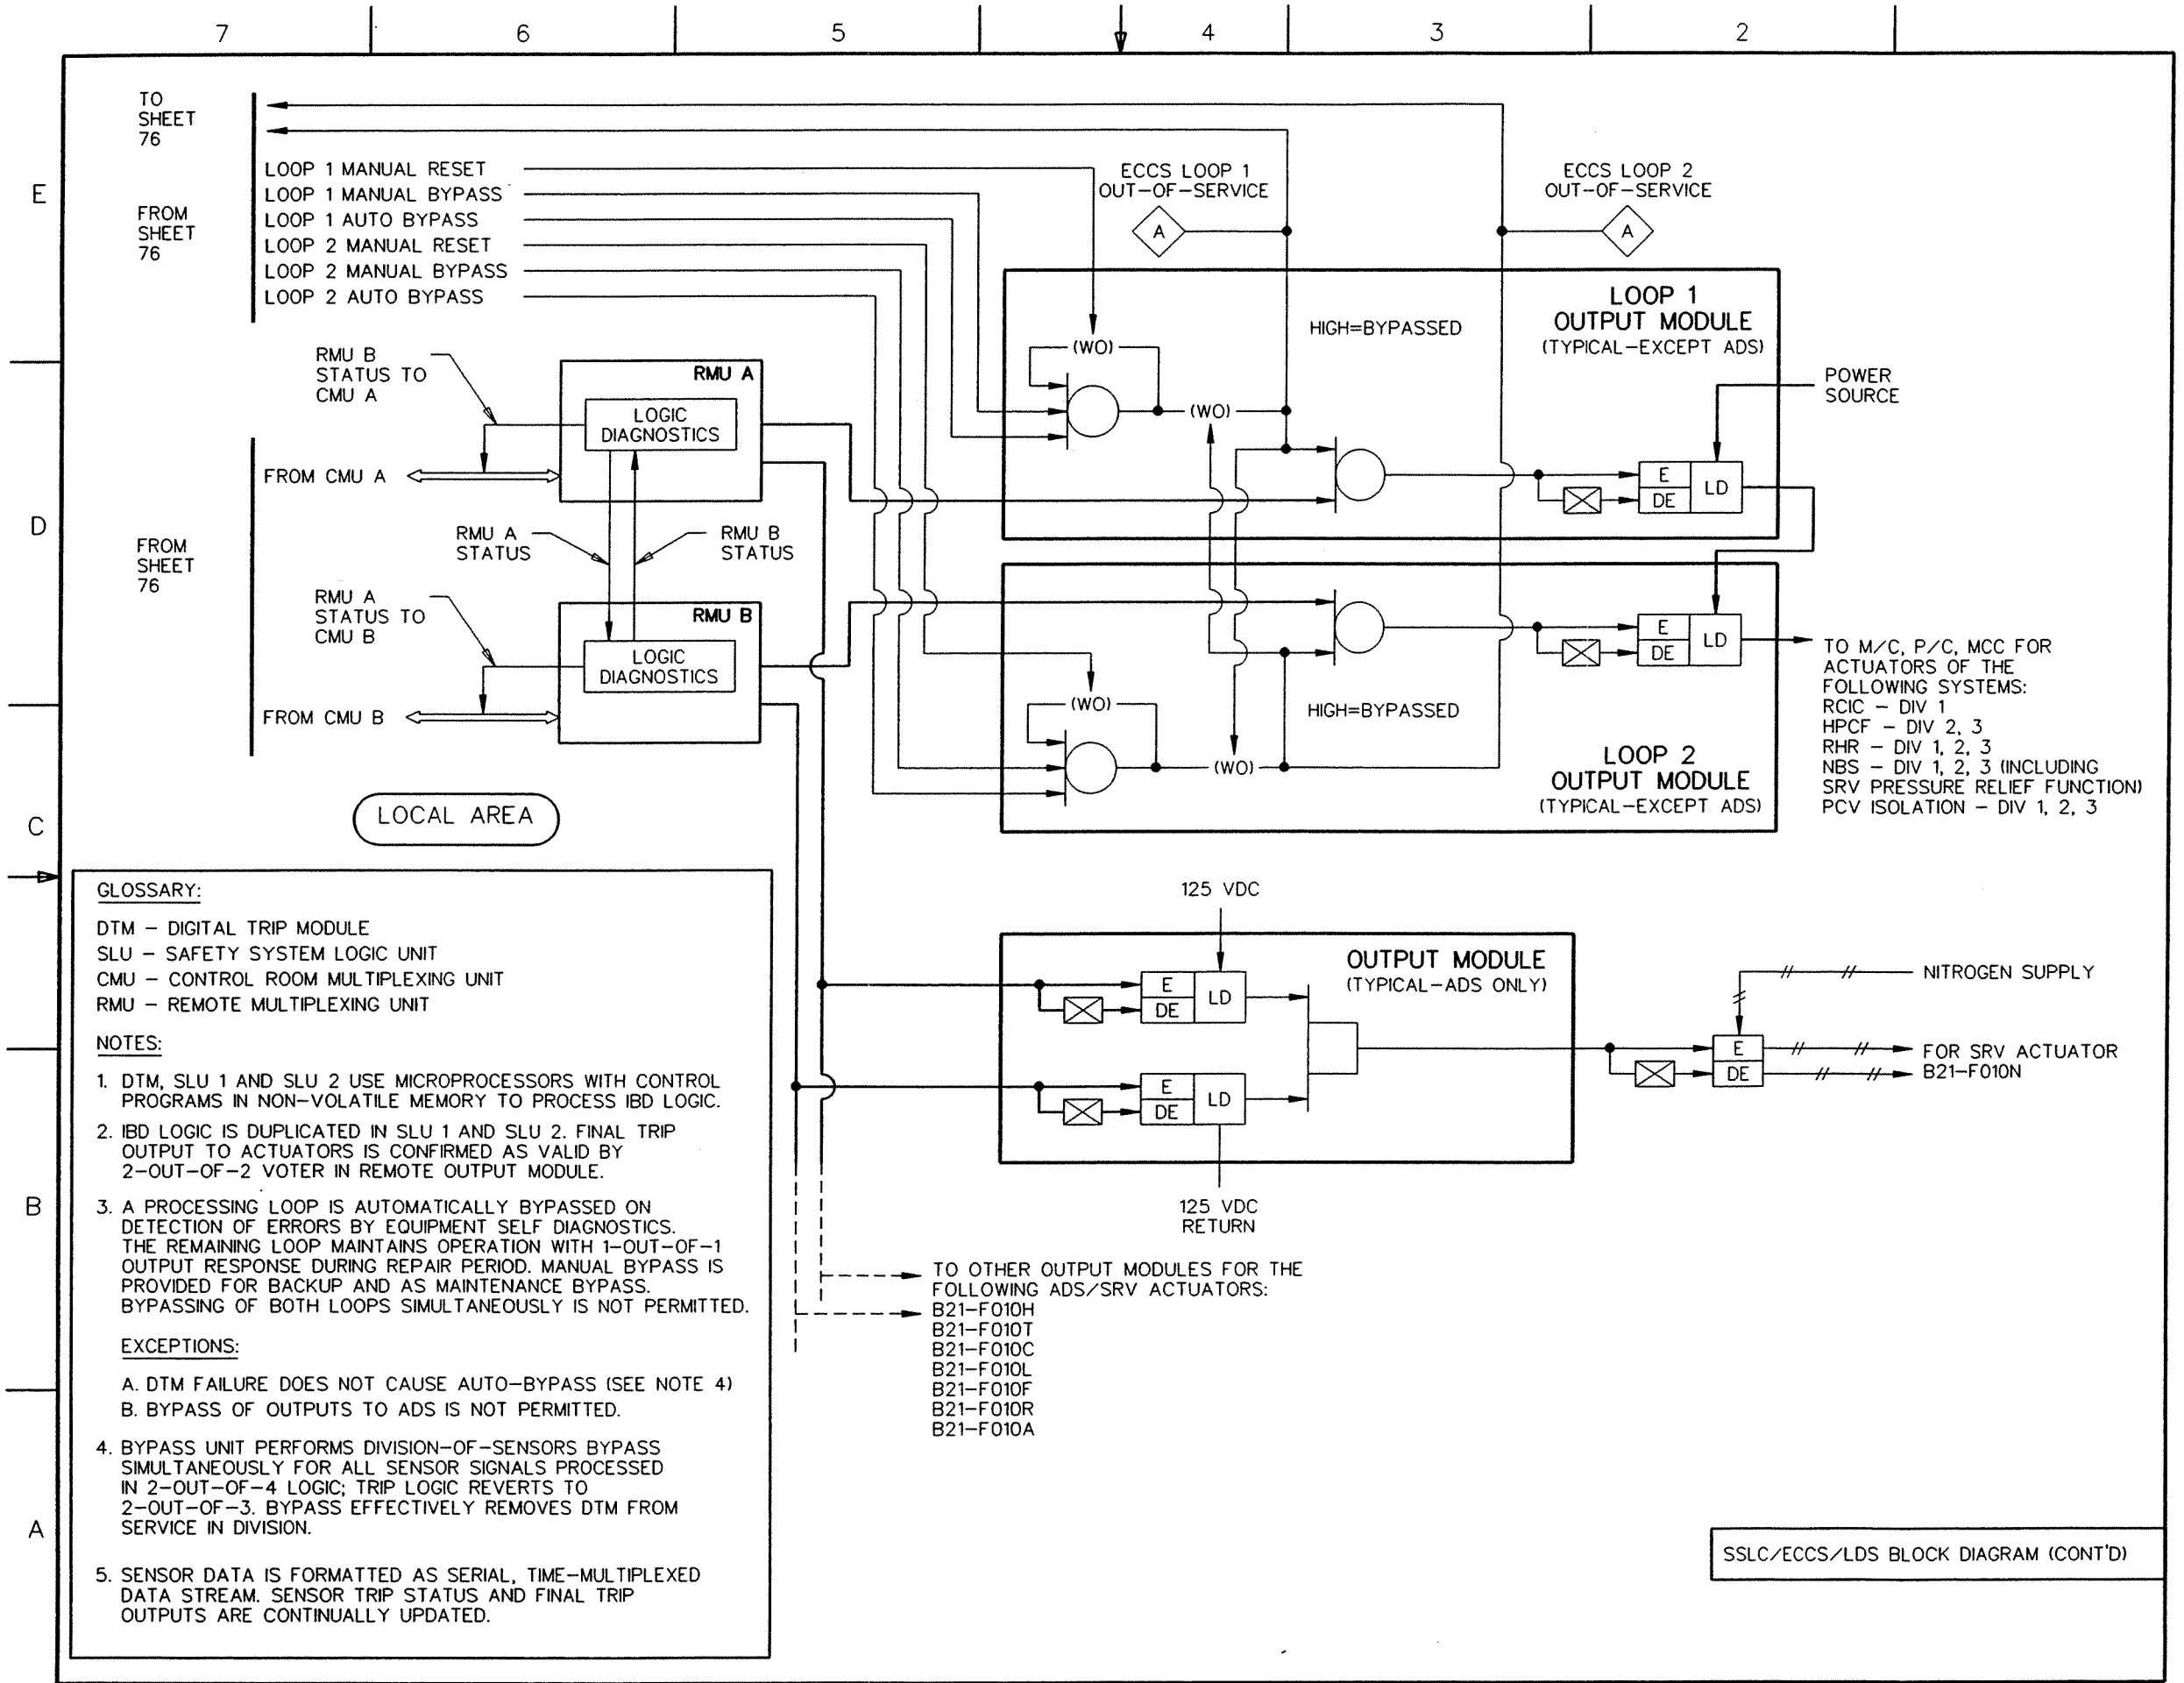 7 6 5 4 3 2
E
D
C
B
A
TO
SHEET
76
FROM
SHEET
76
LOOP 1 MANUAL RESET
LOOP 1 MANUAL BYPASS
LOOP 1 AUTO BYPASS
LOOP 2 MANUAL RESET
LOOP 2 MANUAL BYPASS
LOOP 2 AUTO BYPASS
ECCS LOOP 1
OUT-OF-SERVICE
A
ECCS LOOP 2
OUT-OF-SERVICE
A
HIGH=BYPASSED
LOOP 1
OUTPUT MODULE
(TYPICAL-EXCEPT ADS)
(WO)
(WO)
E
DE
LD
POWER
SOURCE
RMU B
STATUS TO
CMU A
RMU A
LOGIC
DIAGNOSTICS
FROM CMU A
FROM
SHEET
76
RMU A
STATUS
RMU B
STATUS
RMU A
STATUS TO
CMU B
RMU B
LOGIC
DIAGNOSTICS
FROM CMU B
E
DE
LD
(WO)
(WO)
HIGH=BYPASSED
LOOP 2
OUTPUT MODULE
(TYPICAL-EXCEPT ADS)
TO M/C, P/C, MCC FOR
ACTUATORS OF THE
FOLLOWING SYSTEMS:
RCIC - DIV 1
HPCF - DIV 2, 3
RHR - DIV 1, 2, 3
NBS - DIV 1, 2, 3 (INCLUDING
SRV PRESSURE RELIEF FUNCTION)
PCV ISOLATION - DIV 1, 2, 3
LOCAL AREA
GLOSSARY:
DTM - DIGITAL TRIP MODULE
SLU - SAFETY SYSTEM LOGIC UNIT
CMU - CONTROL ROOM MULTIPLEXING UNIT
RMU - REMOTE MULTIPLEXING UNIT
NOTES:
1. DTM, SLU 1 AND SLU 2 USE MICROPROCESSORS WITH CONTROL
PROGRAMS IN NON-VOLATILE MEMORY TO PROCESS IBD LOGIC.
2. IBD LOGIC IS DUPLICATED IN SLU 1 AND SLU 2. FINAL TRIP
OUTPUT TO ACTUATORS IS CONFIRMED AS VALID BY
2-OUT-OF-2 VOTER IN REMOTE OUTPUT MODULE.
3. A PROCESSING LOOP IS AUTOMATICALLY BYPASSED ON
DETECTION OF ERRORS BY EQUIPMENT SELF DIAGNOSTICS.
THE REMAINING LOOP MAINTAINS OPERATION WITH 1-OUT-OF-1
OUTPUT RESPONSE DURING REPAIR PERIOD. MANUAL BYPASS IS
PROVIDED FOR BACKUP AND AS MAINTENANCE BYPASS.
BYPASSING OF BOTH LOOPS SIMULTANEOUSLY IS NOT PERMITTED.
EXCEPTIONS:
A. DTM FAILURE DOES NOT CAUSE AUTO-BYPASS (SEE NOTE 4)
B. BYPASS OF OUTPUTS TO ADS IS NOT PERMITTED.
4. BYPASS UNIT PERFORMS DIVISION-OF-SENSORS BYPASS
SIMULTANEOUSLY FOR ALL SENSOR SIGNALS PROCESSED
IN 2-OUT-OF-4 LOGIC; TRIP LOGIC REVERTS TO
2-OUT-OF-3. BYPASS EFFECTIVELY REMOVES DTM FROM
SERVICE IN DIVISION.
5. SENSOR DATA IS FORMATTED AS SERIAL, TIME-MULTIPLEXED
DATA STREAM. SENSOR TRIP STATUS AND FINAL TRIP
OUTPUTS ARE CONTINUALLY UPDATED.
125 VDC
OUTPUT MODULE
(TYPICAL-ADS ONLY)
E
DE
LD
E
DE
LD
125 VDC
RETURN
NITROGEN SUPPLY
E
DE
FOR SRV ACTUATOR
B21-F010N
TO OTHER OUTPUT MODULES FOR THE
FOLLOWING ADS/SRV ACTUATORS:
B21-F010H
B21-F010T
B21-F010C
B21-F010L
B21-F010F
B21-F010R
B21-F010A
SSLC/ECCS/LDS BLOCK DIAGRAM (CONT'D)